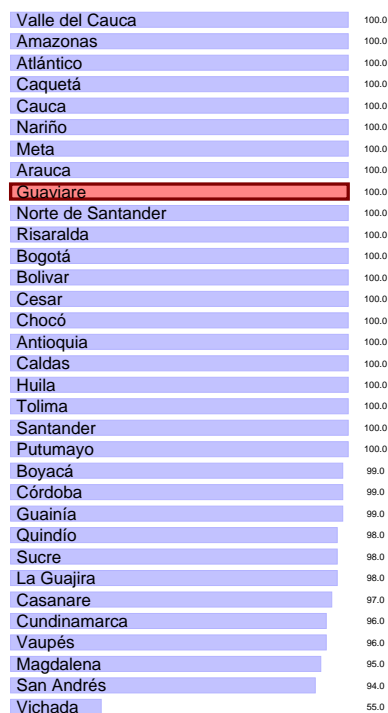 Valle del Cauca 100.0
Amazonas 100.0
Atlántico 100.0
Caquetá 100.0
Cauca 100.0
Nariño 100.0
Meta 100.0
Arauca 100.0
Guaviare 100.0
Norte de Santander 100.0
Risaralda 100.0
Bogotá 100.0
Bolivar 100.0
Cesar 100.0
Chocó 100.0
Antioquia 100.0
Caldas 100.0
Huila 100.0
Tolima 100.0
Santander 100.0
Putumayo 100.0
Boyacá 99.0
Córdoba 99.0
Guainía 99.0
Quindío 98.0
Sucre 98.0
La Guajira 98.0
Casanare 97.0
Cundinamarca 96.0
Vaupés 96.0
Magdalena 95.0
San Andrés 94.0
Vichada 55.0